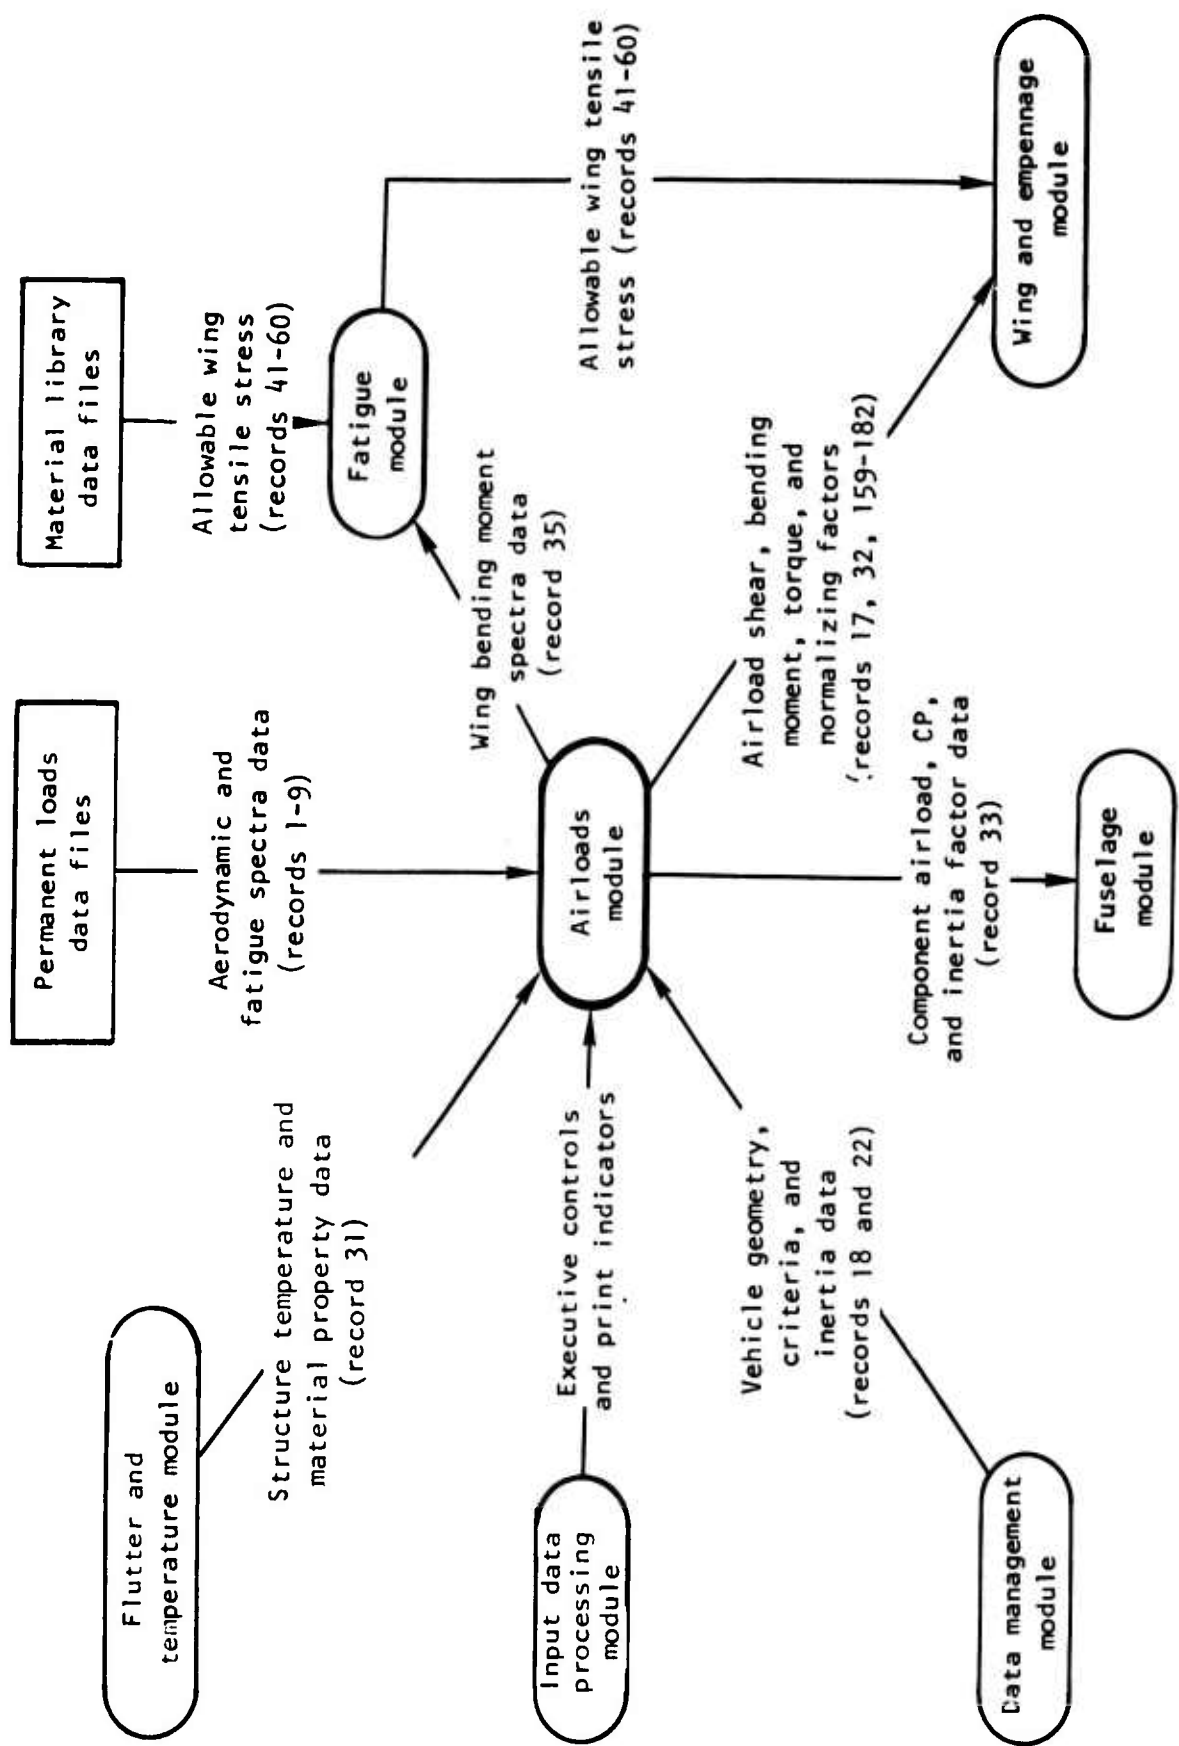 Flutter and
temperature module
Permanent loads
data files
Material library
data files
Structure temperature and
material property data
(record 31)
Aerodynamic and
fatigue spectra data
(records 1-9)
Allowable wing
tensile stress
(records 41-60)
Fatigue
module
Wing bending moment
spectra data
(record 35)
Input data
processing
module
Executive controls
and print indicators
Airloads
module
Allowable wing tensile
stress (records 41-60)
Vehicle geometry,
criteria, and
inertia data
(records 18 and 22)
Airload shear, bending
moment, torque, and
normalizing factors
(records 17, 32, 159-182)
Component airload, CP,
and inertia factor data
(record 33)
Data management
module
Fuselage
module
Wing and empennage
module